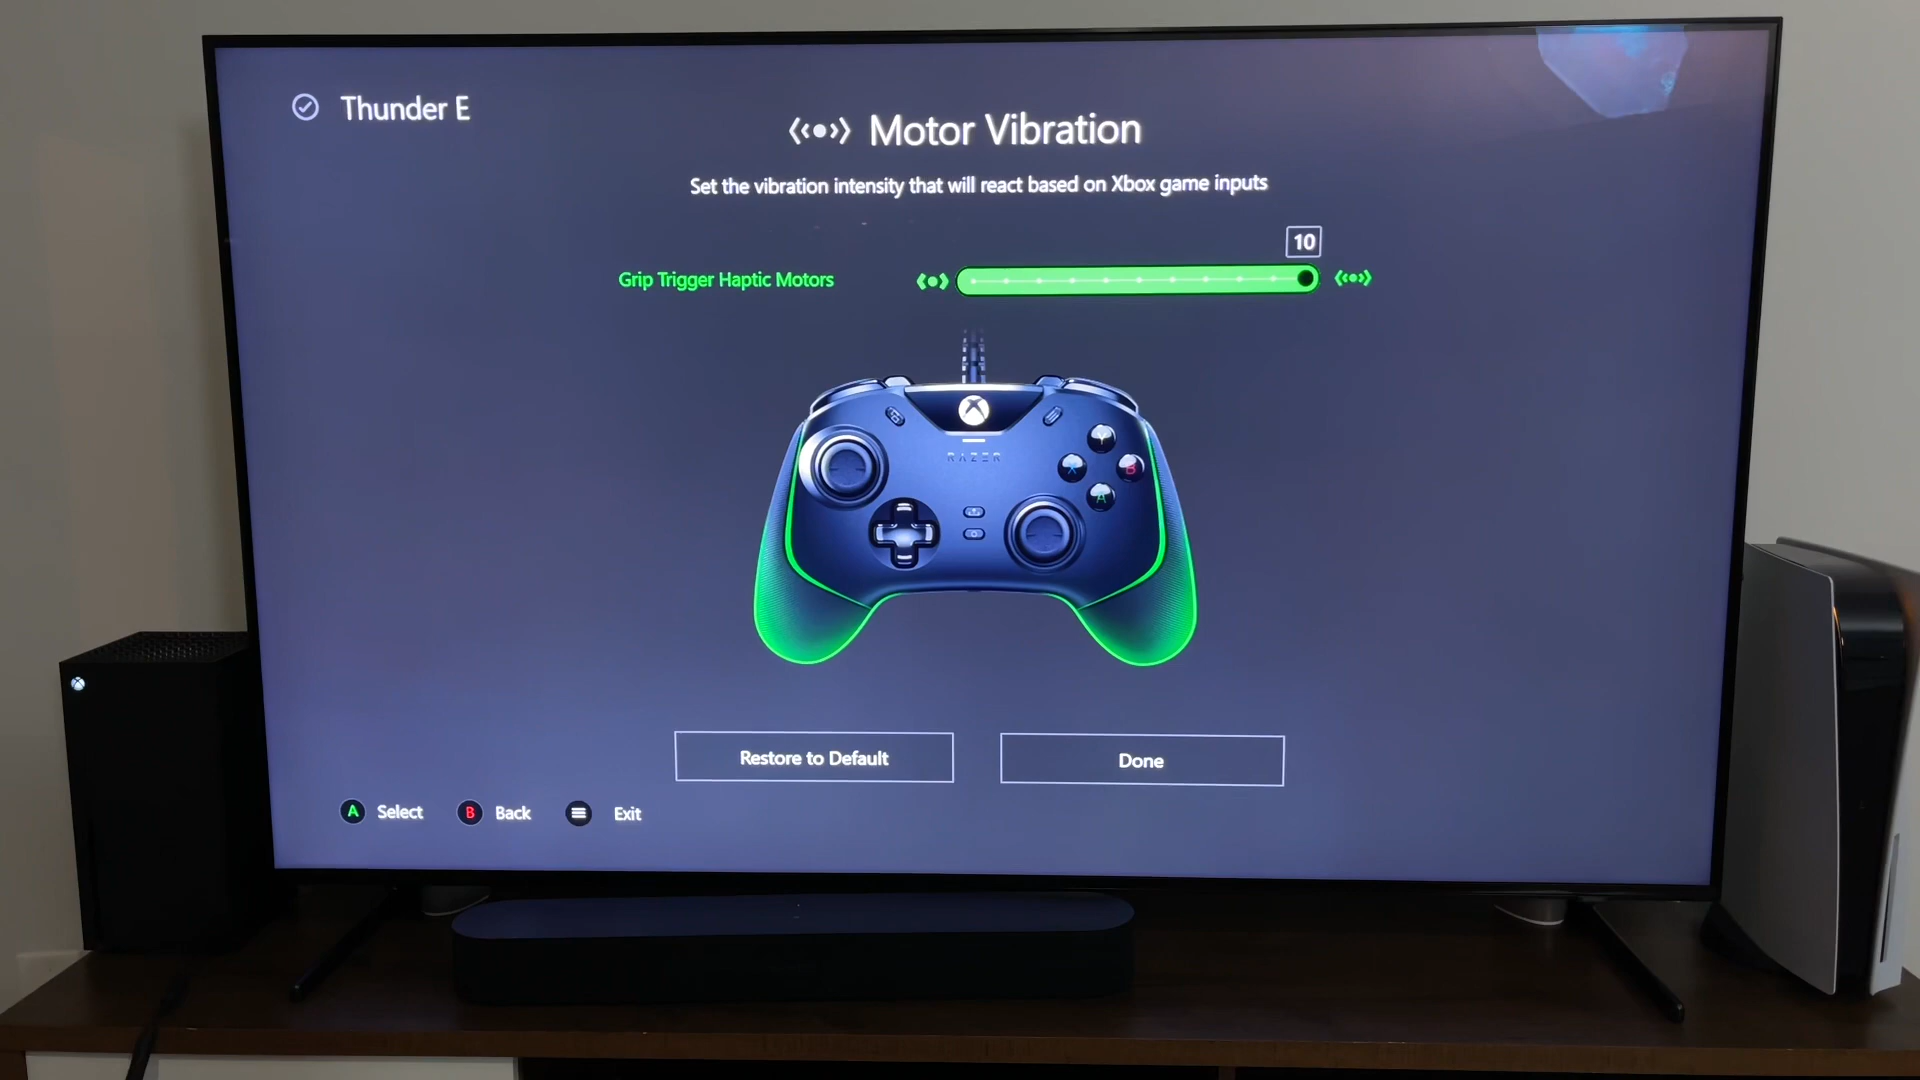 Thunder E
Motor Vibration
Set the vibration intensity that will react based on Xbox game inputs
10
Grip Trigger Haptic Motors
RAZER
Y
X
B
A
Restore to Default
Done
A Select B Back Exit